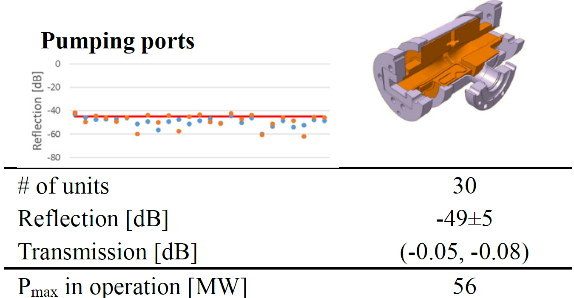 Pumping ports
Reflection [dB]
0
-20
-40
-60
-80
# of units 30
Reflection [dB] -49±5
Transmission [dB] (-0.05, -0.08)
Pmax in operation [MW] 56